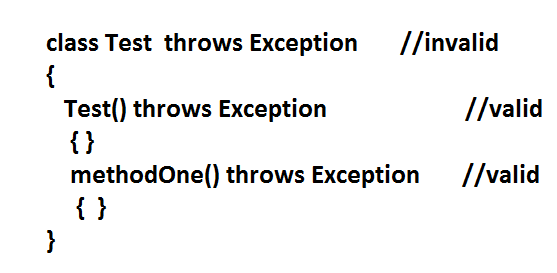 class Test throws Exception //invalid
{
Test() throws Exception //valid
{ }
methodOne() throws Exception //valid
{ }
}